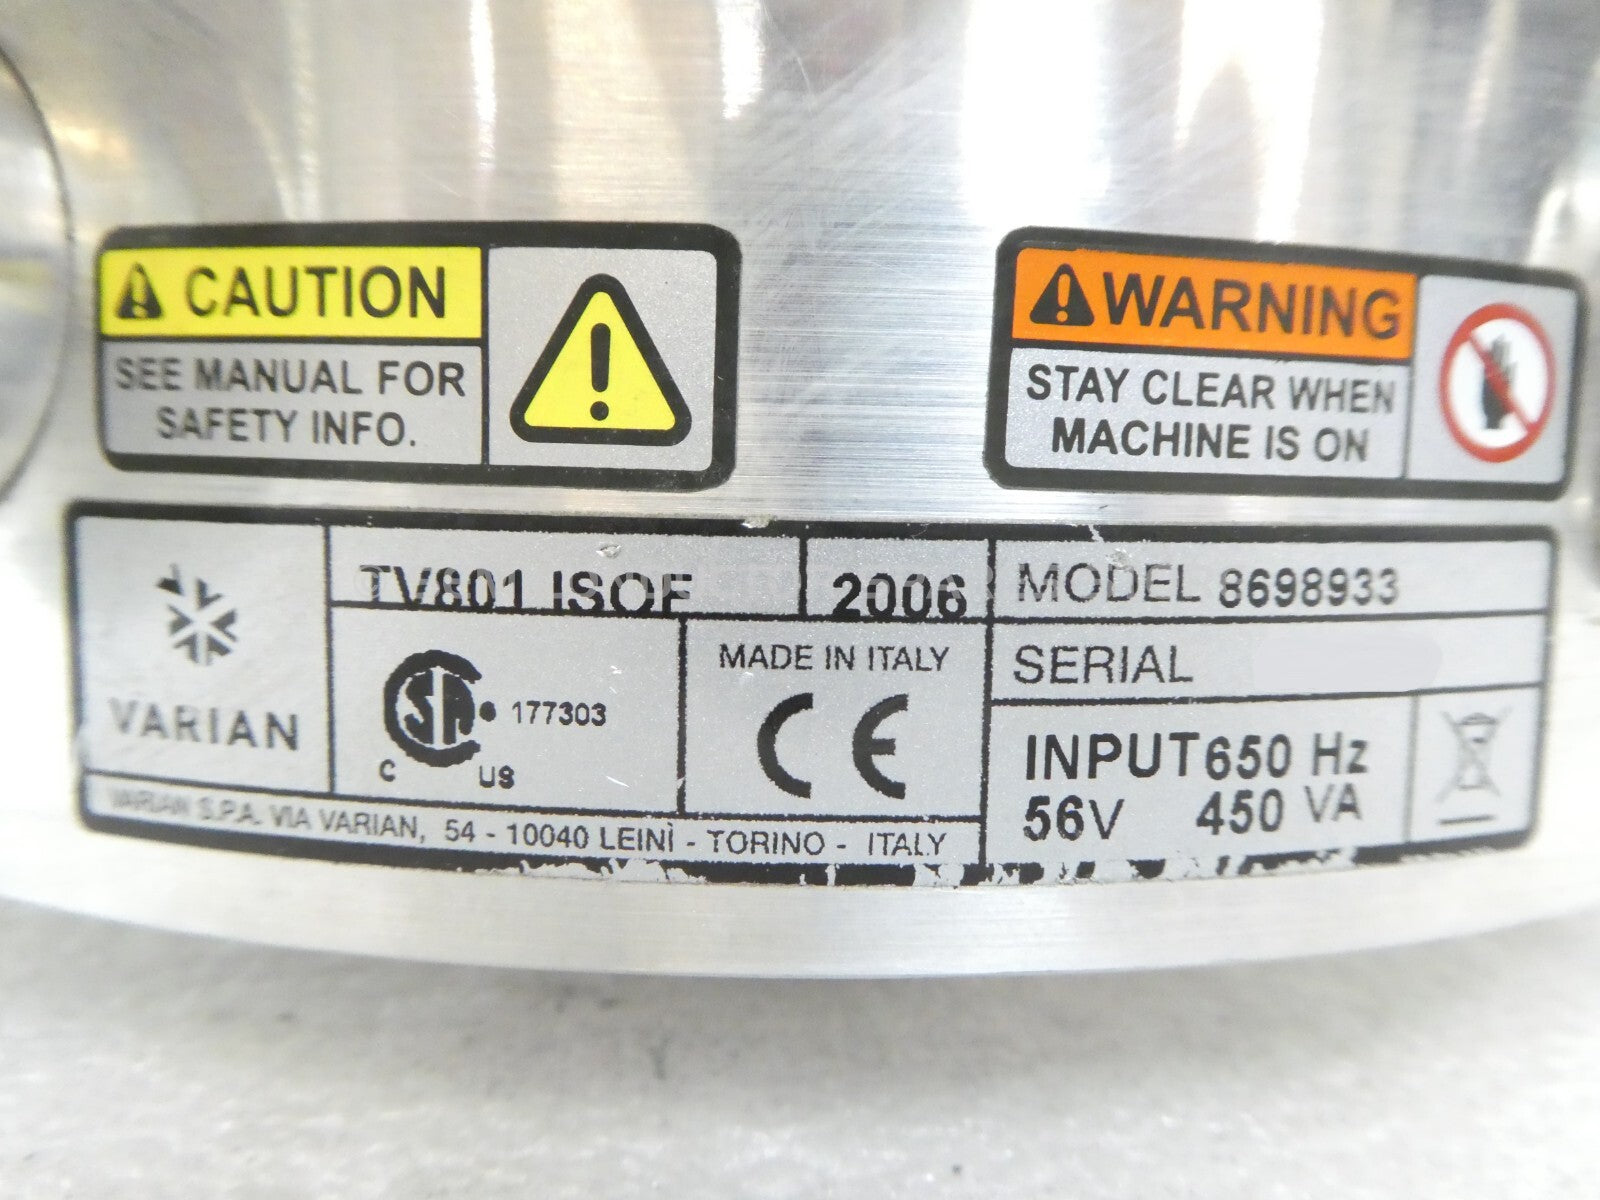 CAUTION
SEE MANUAL FOR
SAFETY INFO.
WARNING
STAY CLEAR WHEN
MACHINE IS ON
VARIAN
TV801 ISOF
2006
MODEL 8698933
SERIAL
177303
C US
MADE IN ITALY
CE
INPUT 650 Hz
56V 450 VA
VARIAN S.P.A. VIA VARIAN, 54 - 10040 LEINÌ - TORINO - ITALY